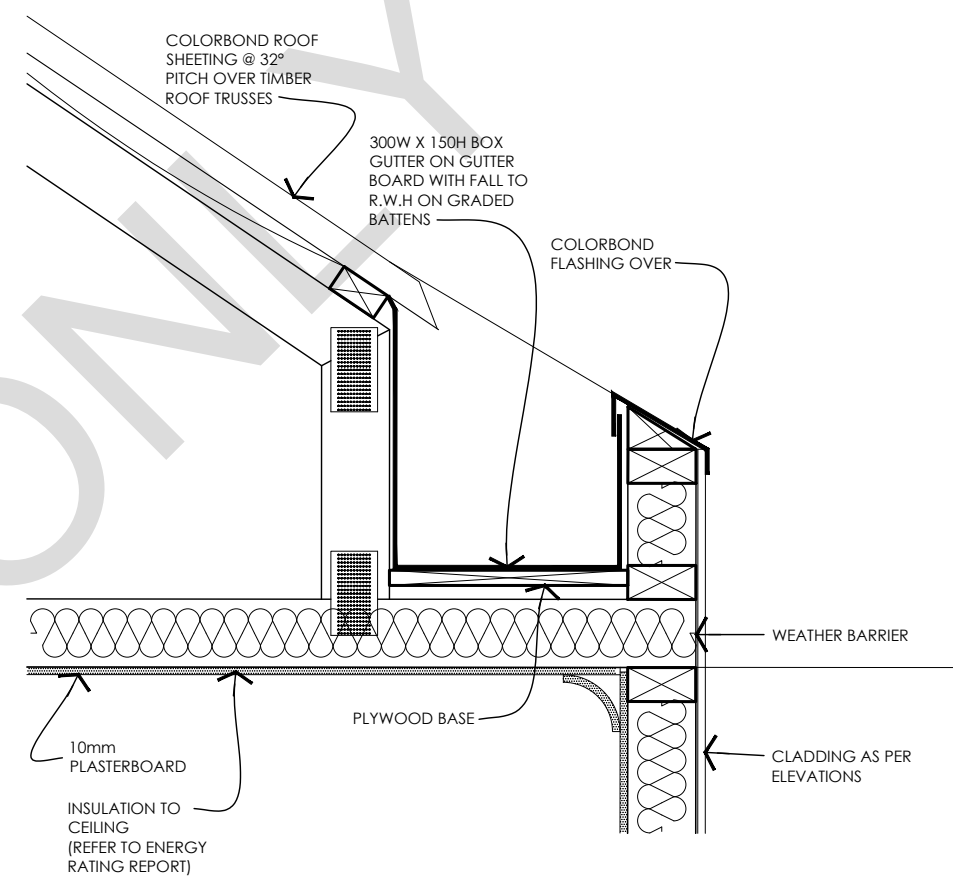 COLORBOND ROOF
SHEETING @ 32°
PITCH OVER TIMBER
ROOF TRUSSES
300W X 150H BOX
GUTTER ON GUTTER
BOARD WITH FALL TO
R.W.H ON GRADED
BATTENS
COLORBOND
FLASHING OVER
ONLY
WEATHER BARRIER
PLYWOOD BASE
10mm
PLASTERBOARD
CLADDING AS PER
ELEVATIONS
INSULATION TO
CEILING
(REFER TO ENERGY
RATING REPORT)